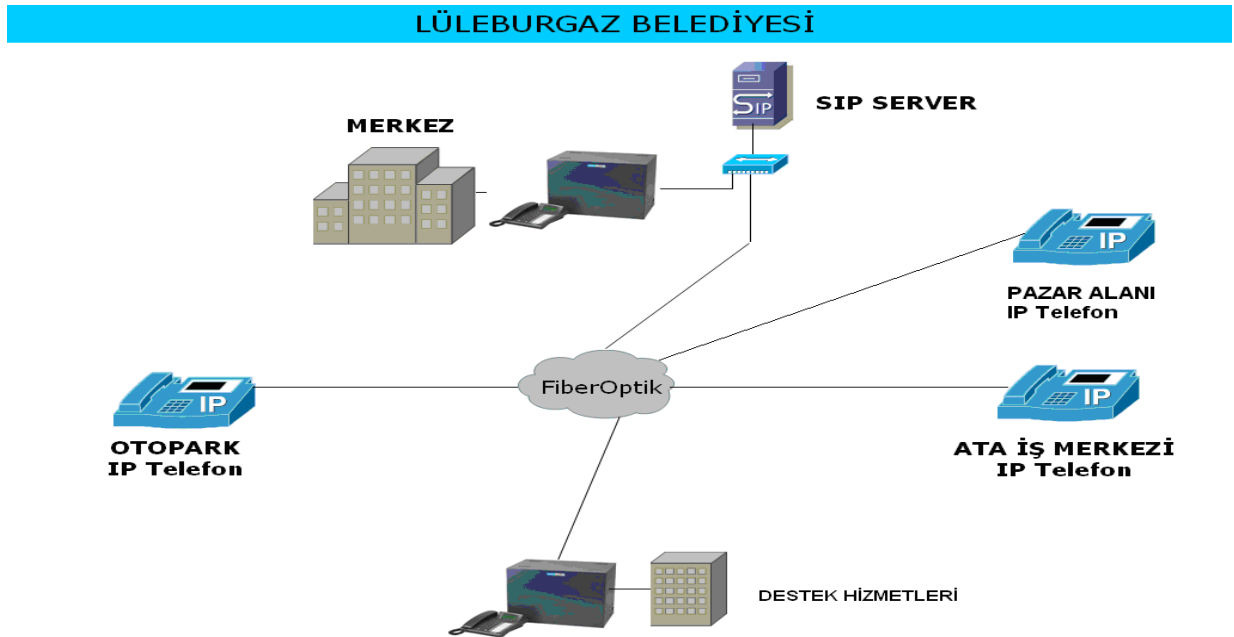 LÜLEBURGAZ BELEDİYESİ
SIP
SIP SERVER
MERKEZ
IP
PAZAR ALANI
IP Telefon
FiberOptik
IP
OTOPARK
IP Telefon
IP
ATA İŞ MERKEZİ
IP Telefon
DESTEK HİZMETLERİ